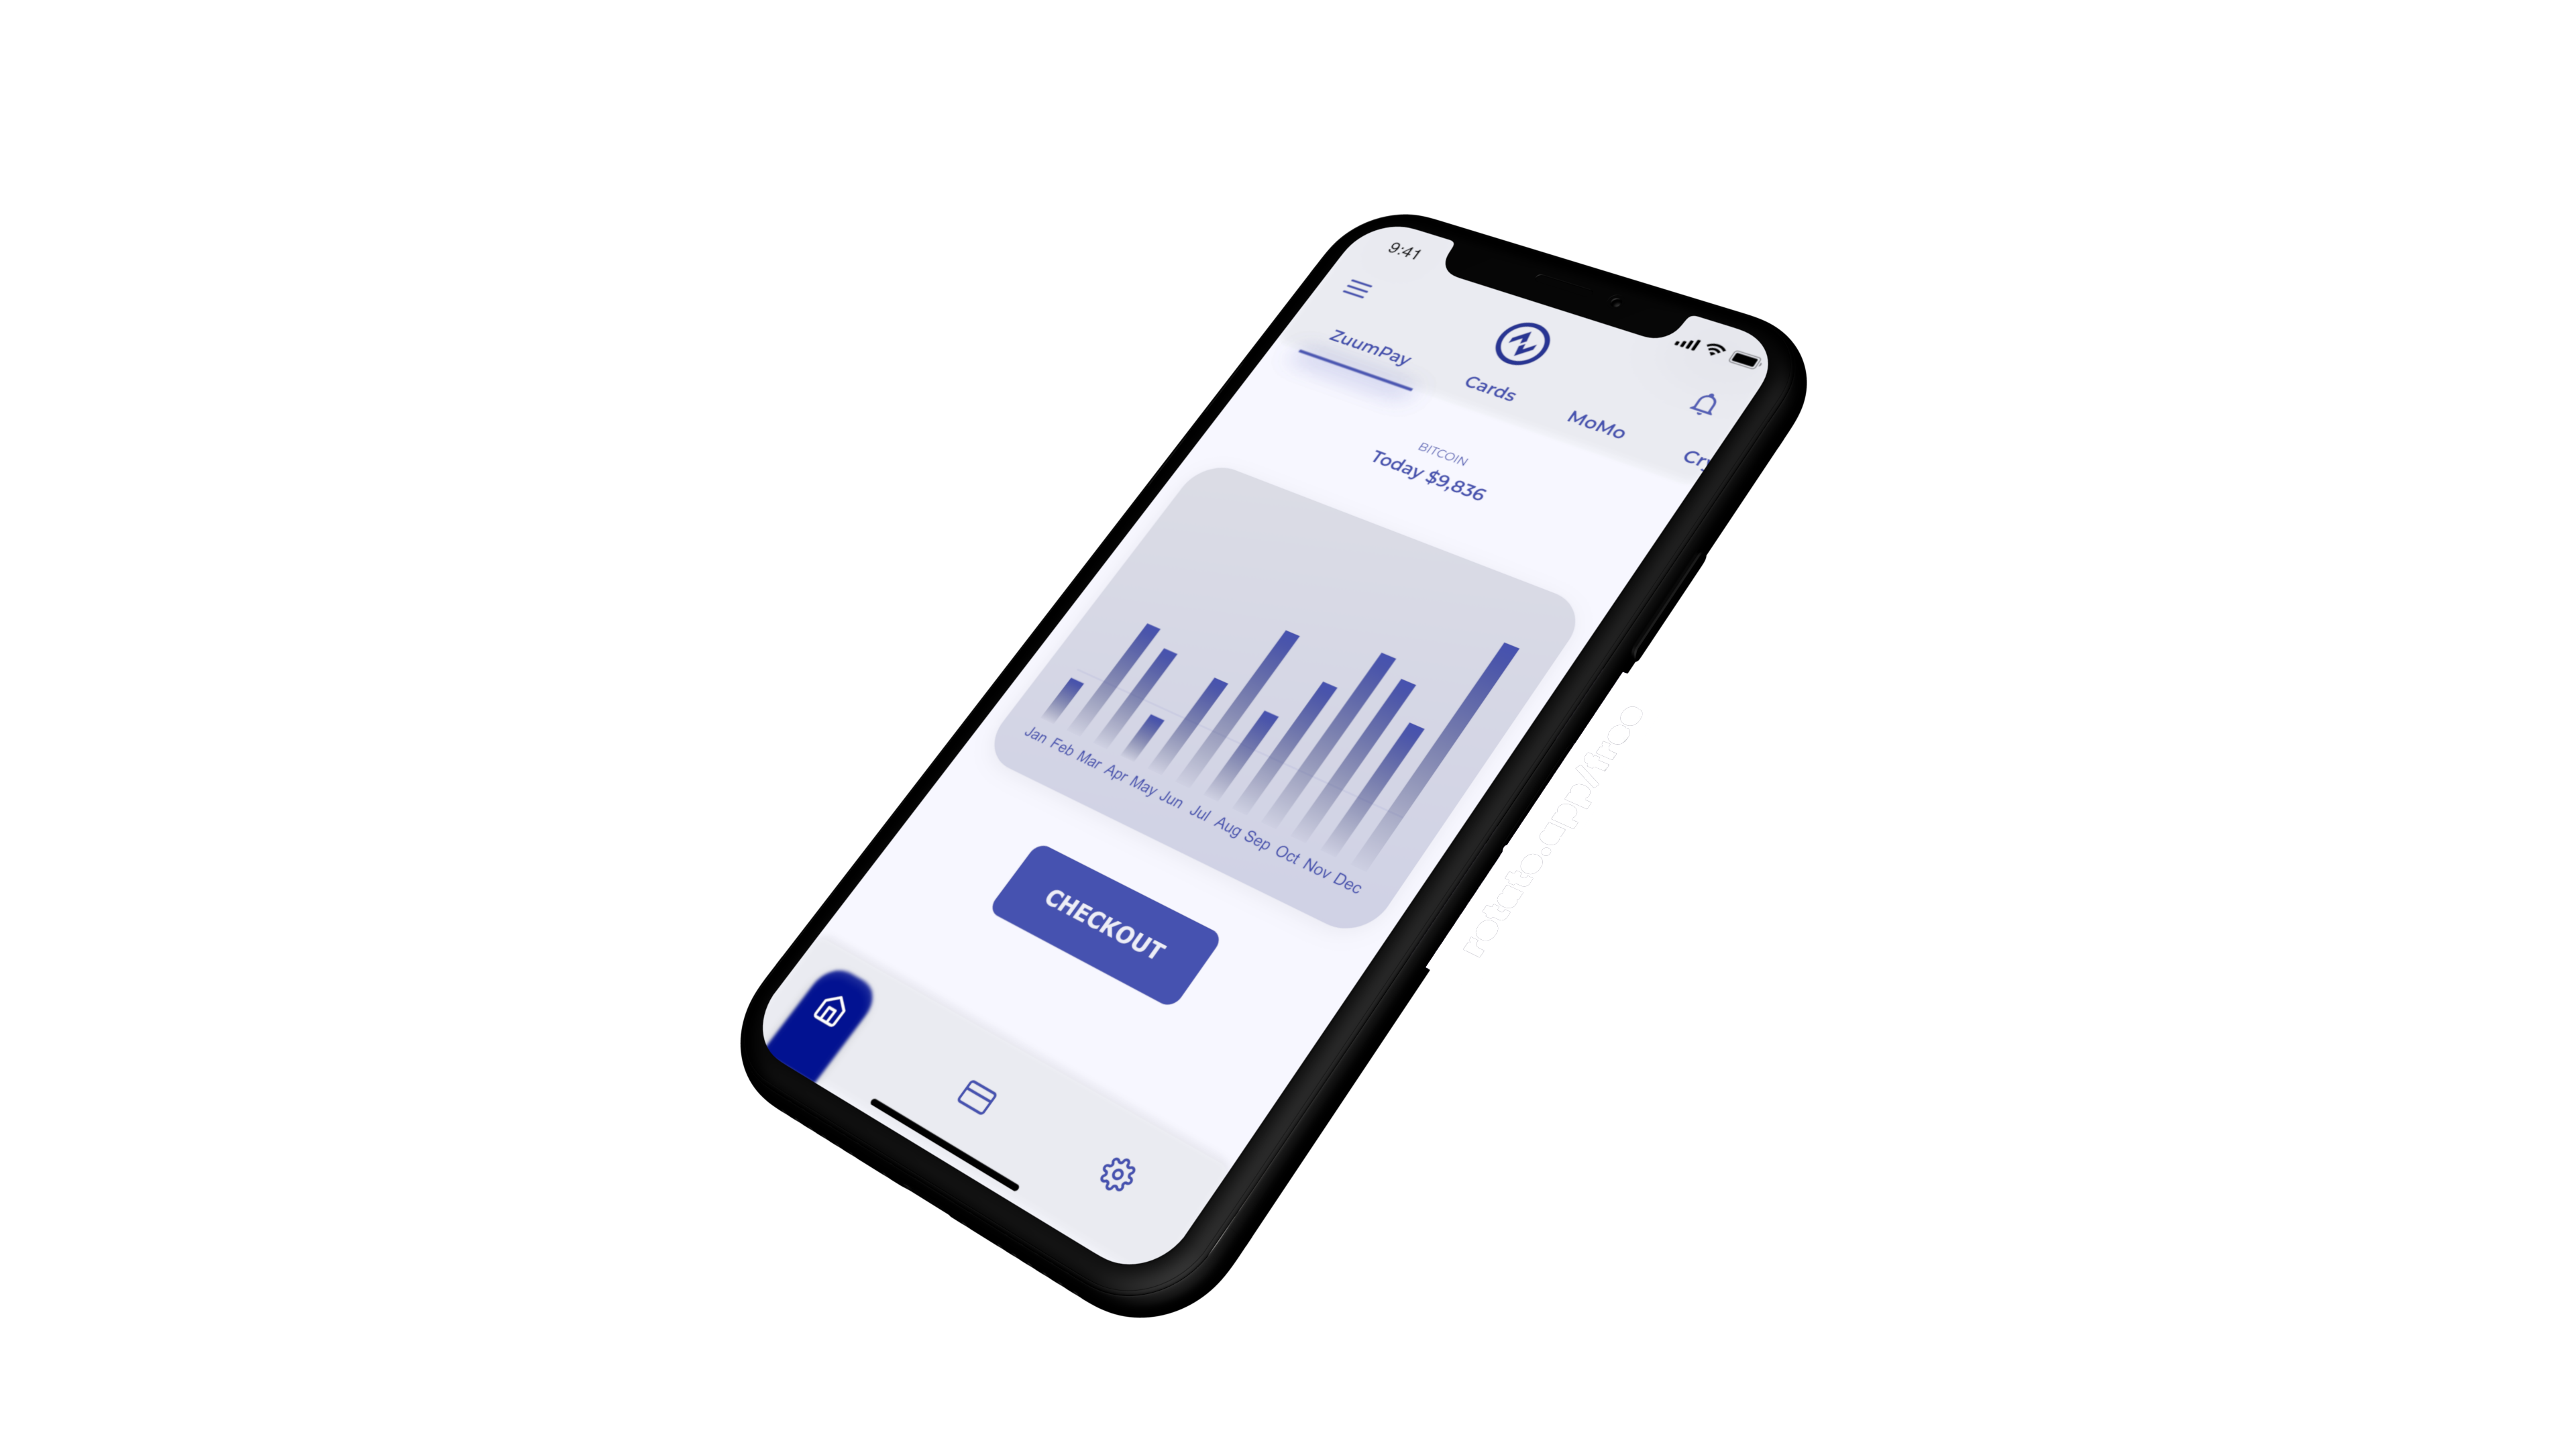 9:41
ZuumPay
Cards
MoMo
Cry
BITCOIN
Today $9,836
Jan Feb Mar Apr May Jun Jul Aug Sep Oct Nov Dec
CHECKOUT
rotato.app/free